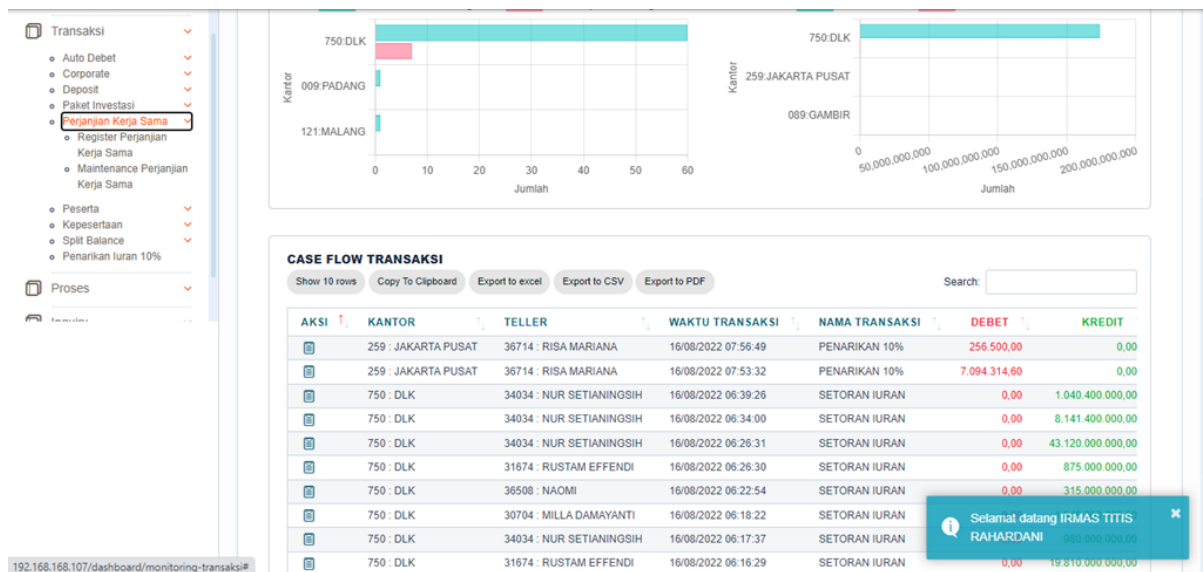 Transaksi
Auto Debet
Corporate
Deposit
Paket Investasi
Perjanjian Kerja Sama
Register Perjanjian
Kerja Sama
Maintenance Perjanjian
Kerja Sama
Peserta
Kepesertaan
Split Balance
Penarikan Iuran 10%
Proses
Inquiry
Kantor
750:DLK
009:PADANG
121:MALANG
0 10 20 30 40 50 60
Jumlah
Kantor
750:DLK
259:JAKARTA PUSAT
089:GAMBIR
0 50,000,000,000 100,000,000,000 150,000,000,000 200,000,000,000
Jumlah
CASE FLOW TRANSAKSI
Show 10 rows Copy To Clipboard Export to excel Export to CSV Export to PDF Search:
AKSI KANTOR TELLER WAKTU TRANSAKSI NAMA TRANSAKSI DEBET KREDIT
259 : JAKARTA PUSAT 36714 : RISA MARIANA 16/08/2022 07:56:49 PENARIKAN 10% 256.500,00 0,00
259 : JAKARTA PUSAT 36714 : RISA MARIANA 16/08/2022 07:53:32 PENARIKAN 10% 7.094.314,60 0,00
750 : DLK 34034 : NUR SETIANINGSIH 16/08/2022 06:39:26 SETORAN IURAN 0,00 1.040.400.000,00
750 : DLK 34034 : NUR SETIANINGSIH 16/08/2022 06:34:00 SETORAN IURAN 0,00 8.141.400.000,00
750 : DLK 34034 : NUR SETIANINGSIH 16/08/2022 06:26:31 SETORAN IURAN 0,00 43.120.000.000,00
750 : DLK 31674 : RUSTAM EFFENDI 16/08/2022 06:26:30 SETORAN IURAN 0,00 875.000.000,00
750 : DLK 36508 : NAOMI 16/08/2022 06:22:54 SETORAN IURAN 0,00 315.000.000,00
750 : DLK 30704 : MILLA DAMAYANTI 16/08/2022 06:18:22 SETORAN IURAN
750 : DLK 34034 : NUR SETIANINGSIH 16/08/2022 06:17:37 SETORAN IURAN 980.000.000,00
750 : DLK 31674 : RUSTAM EFFENDI 16/08/2022 06:16:29 SETORAN IURAN 0,00 19.810.000.000,00
Selamat datang IRMAS TITIS
RAHARDANI
192.168.168.107/dashboard/monitoring-transaksi#